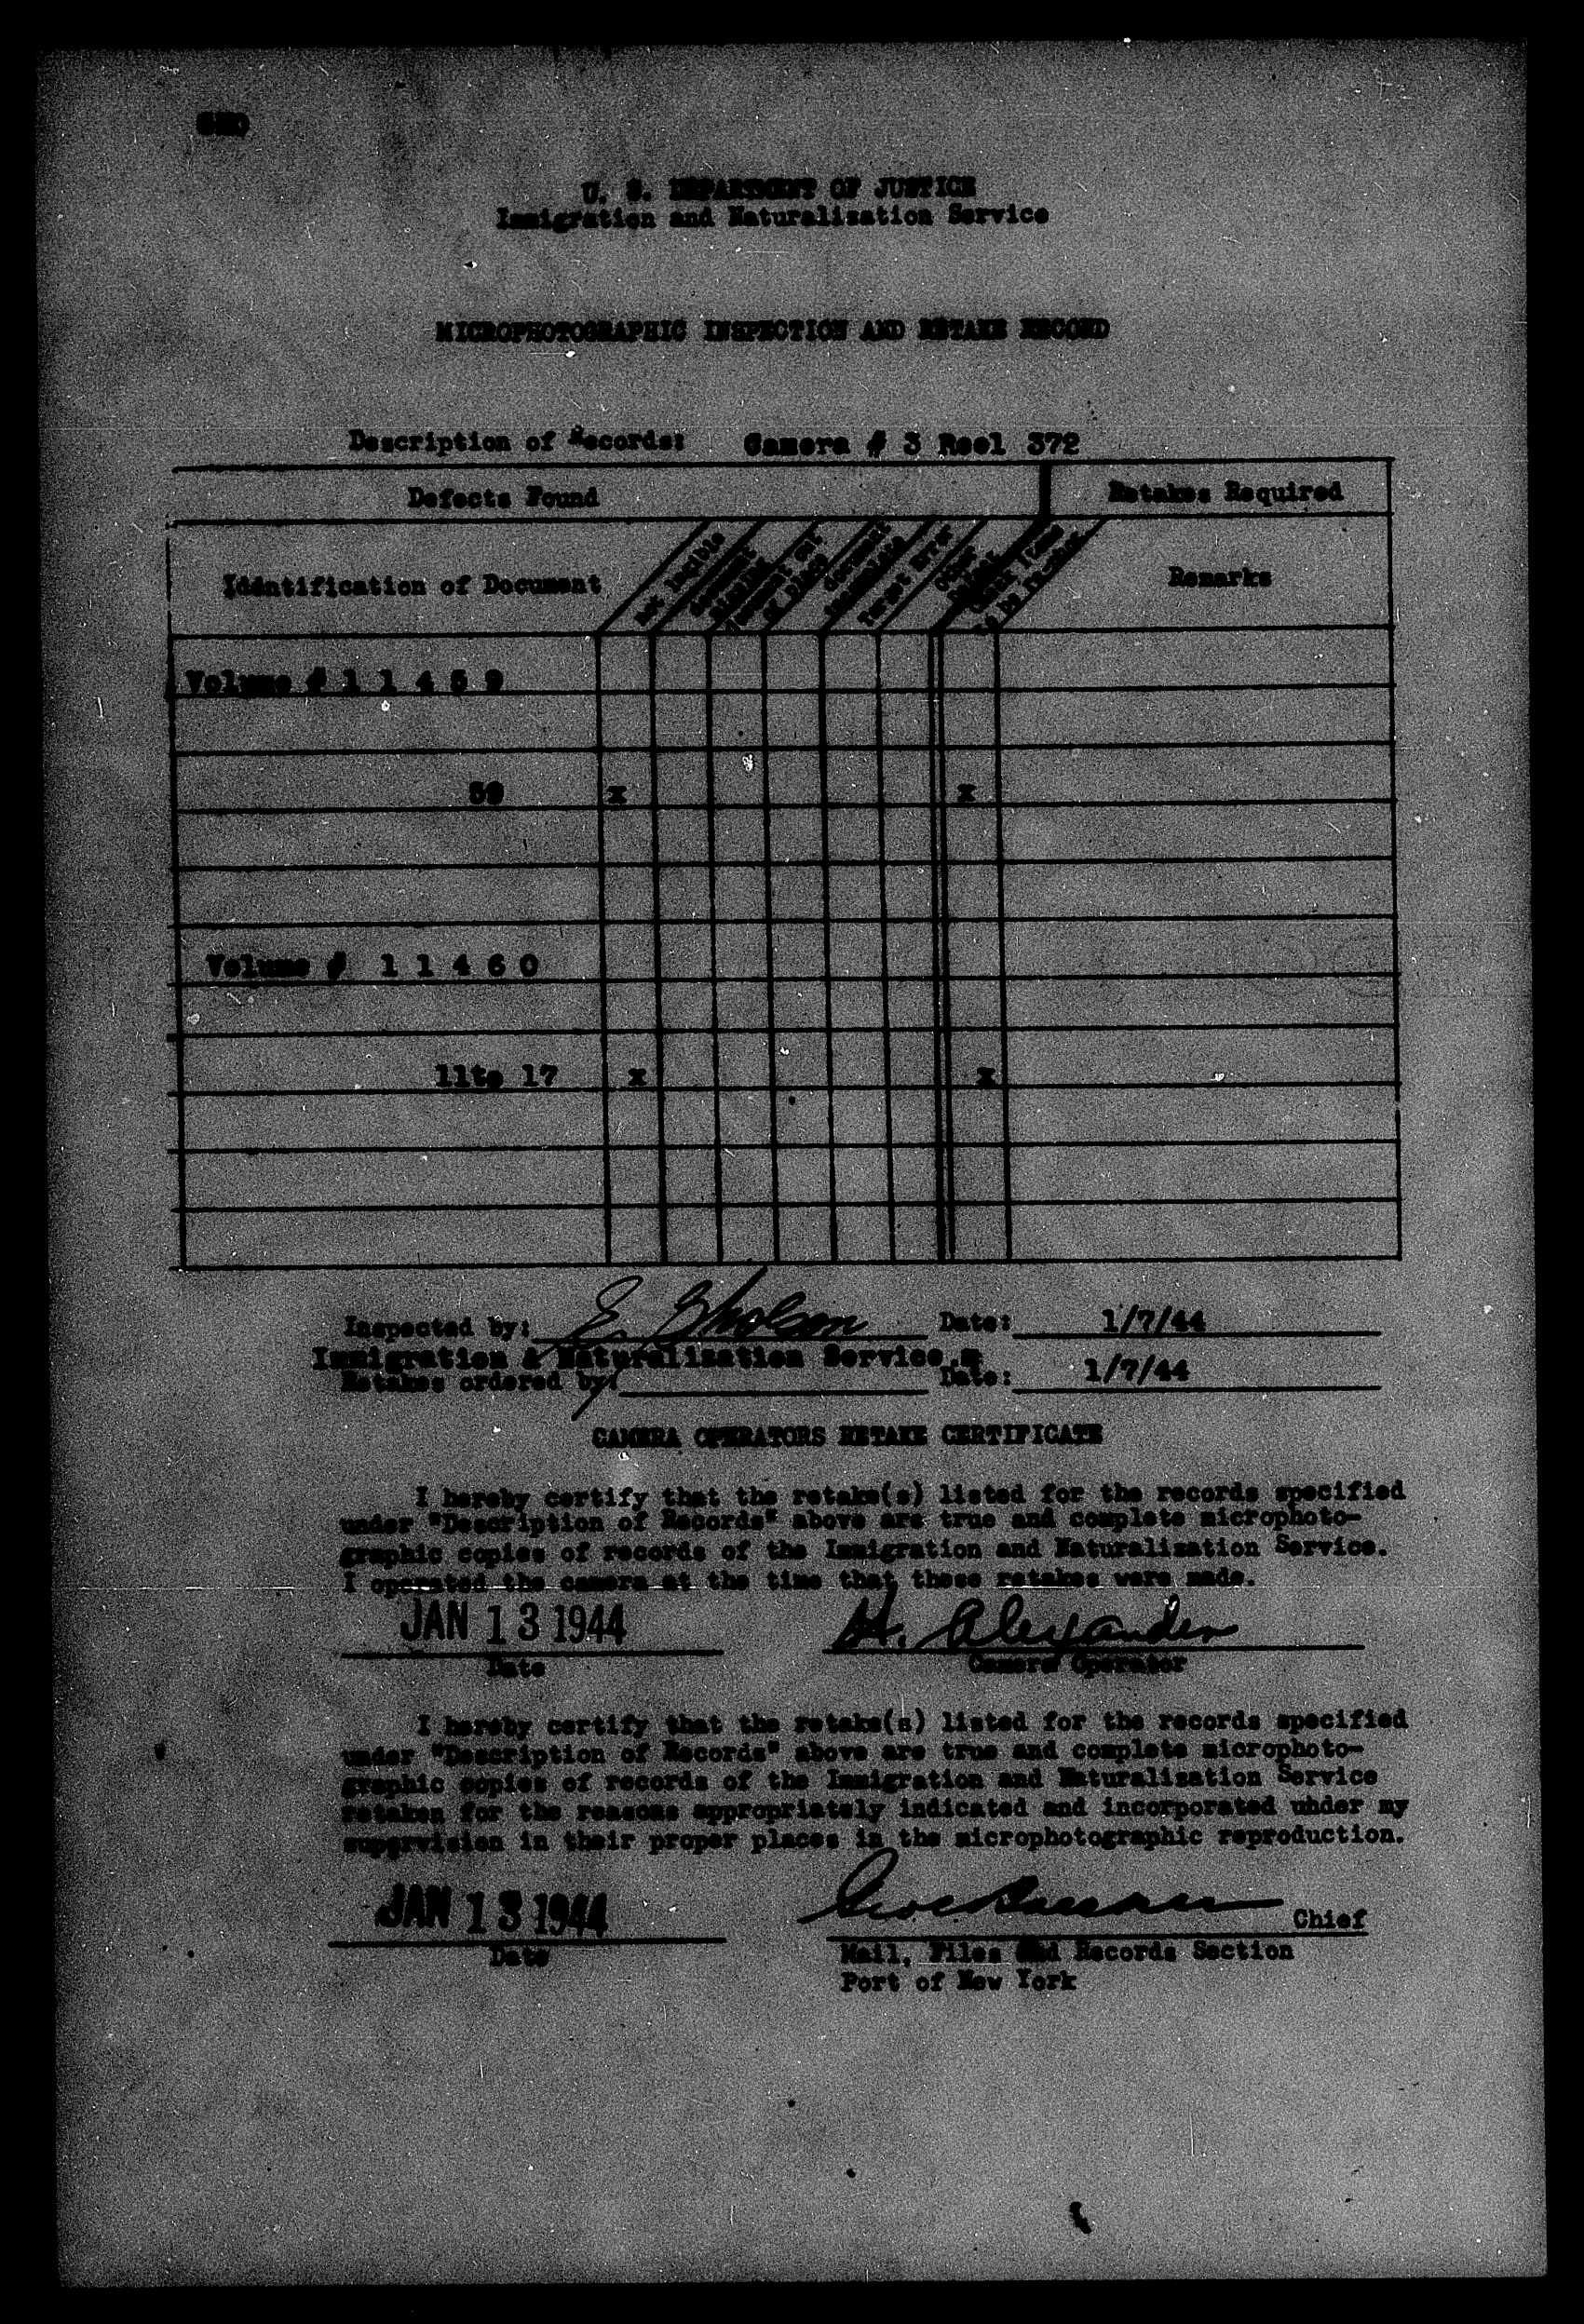 U. S. DEPARTMENT OF JUSTICE
Immigration and Naturalization Service
MICROPHOTOGRAPHIC INSPECTION AND RETAKE RECORD
Description of Records: Camera # 3 Reel 372
Defects Found Retakes Required
Identification of Document Not legible Target Error Remarks
Volume # 1 1 4 5 9
x x
Volume # 1 1 4 6 0
11to 17 x x
Inspected by: E. Gholson Date: 1/7/44
Immigration & Naturalization Service
Retakes ordered by: Date: 1/7/44
CAMERA OPERATORS RETAKE CERTIFICATE
I hereby certify that the retake(s) listed for the records specified
under "Description of Records" above are true and complete microphoto-
graphic copies of records of the Immigration and Naturalization Service.
I operated the camera at the time that these retakes were made.
JAN 13 1944 H. Alexander
Date Camera Operator
I hereby certify that the retake(s) listed for the records specified
under "Description of Records" above are true and complete microphoto-
graphic copies of records of the Immigration and Naturalization Service
retaken for the reasons appropriately indicated and incorporated under my
supervision in their proper places in the microphotographic reproduction.
JAN 13 1944 Chief
Date Mail, Files and Records Section
Port of New York